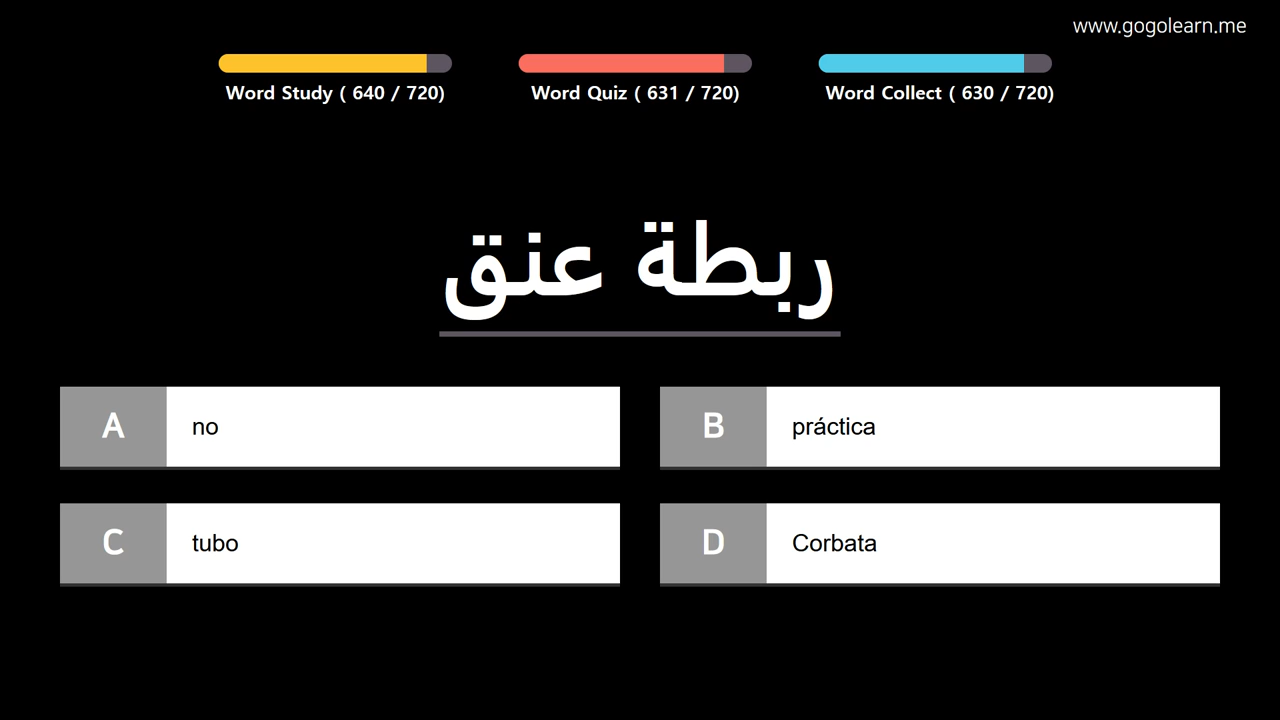 www.gogolearn.me
Word Study ( 640 / 720)
Word Quiz ( 631 / 720)
Word Collect ( 630 / 720)
ربطة عنق
A no
B práctica
C tubo
D Corbata